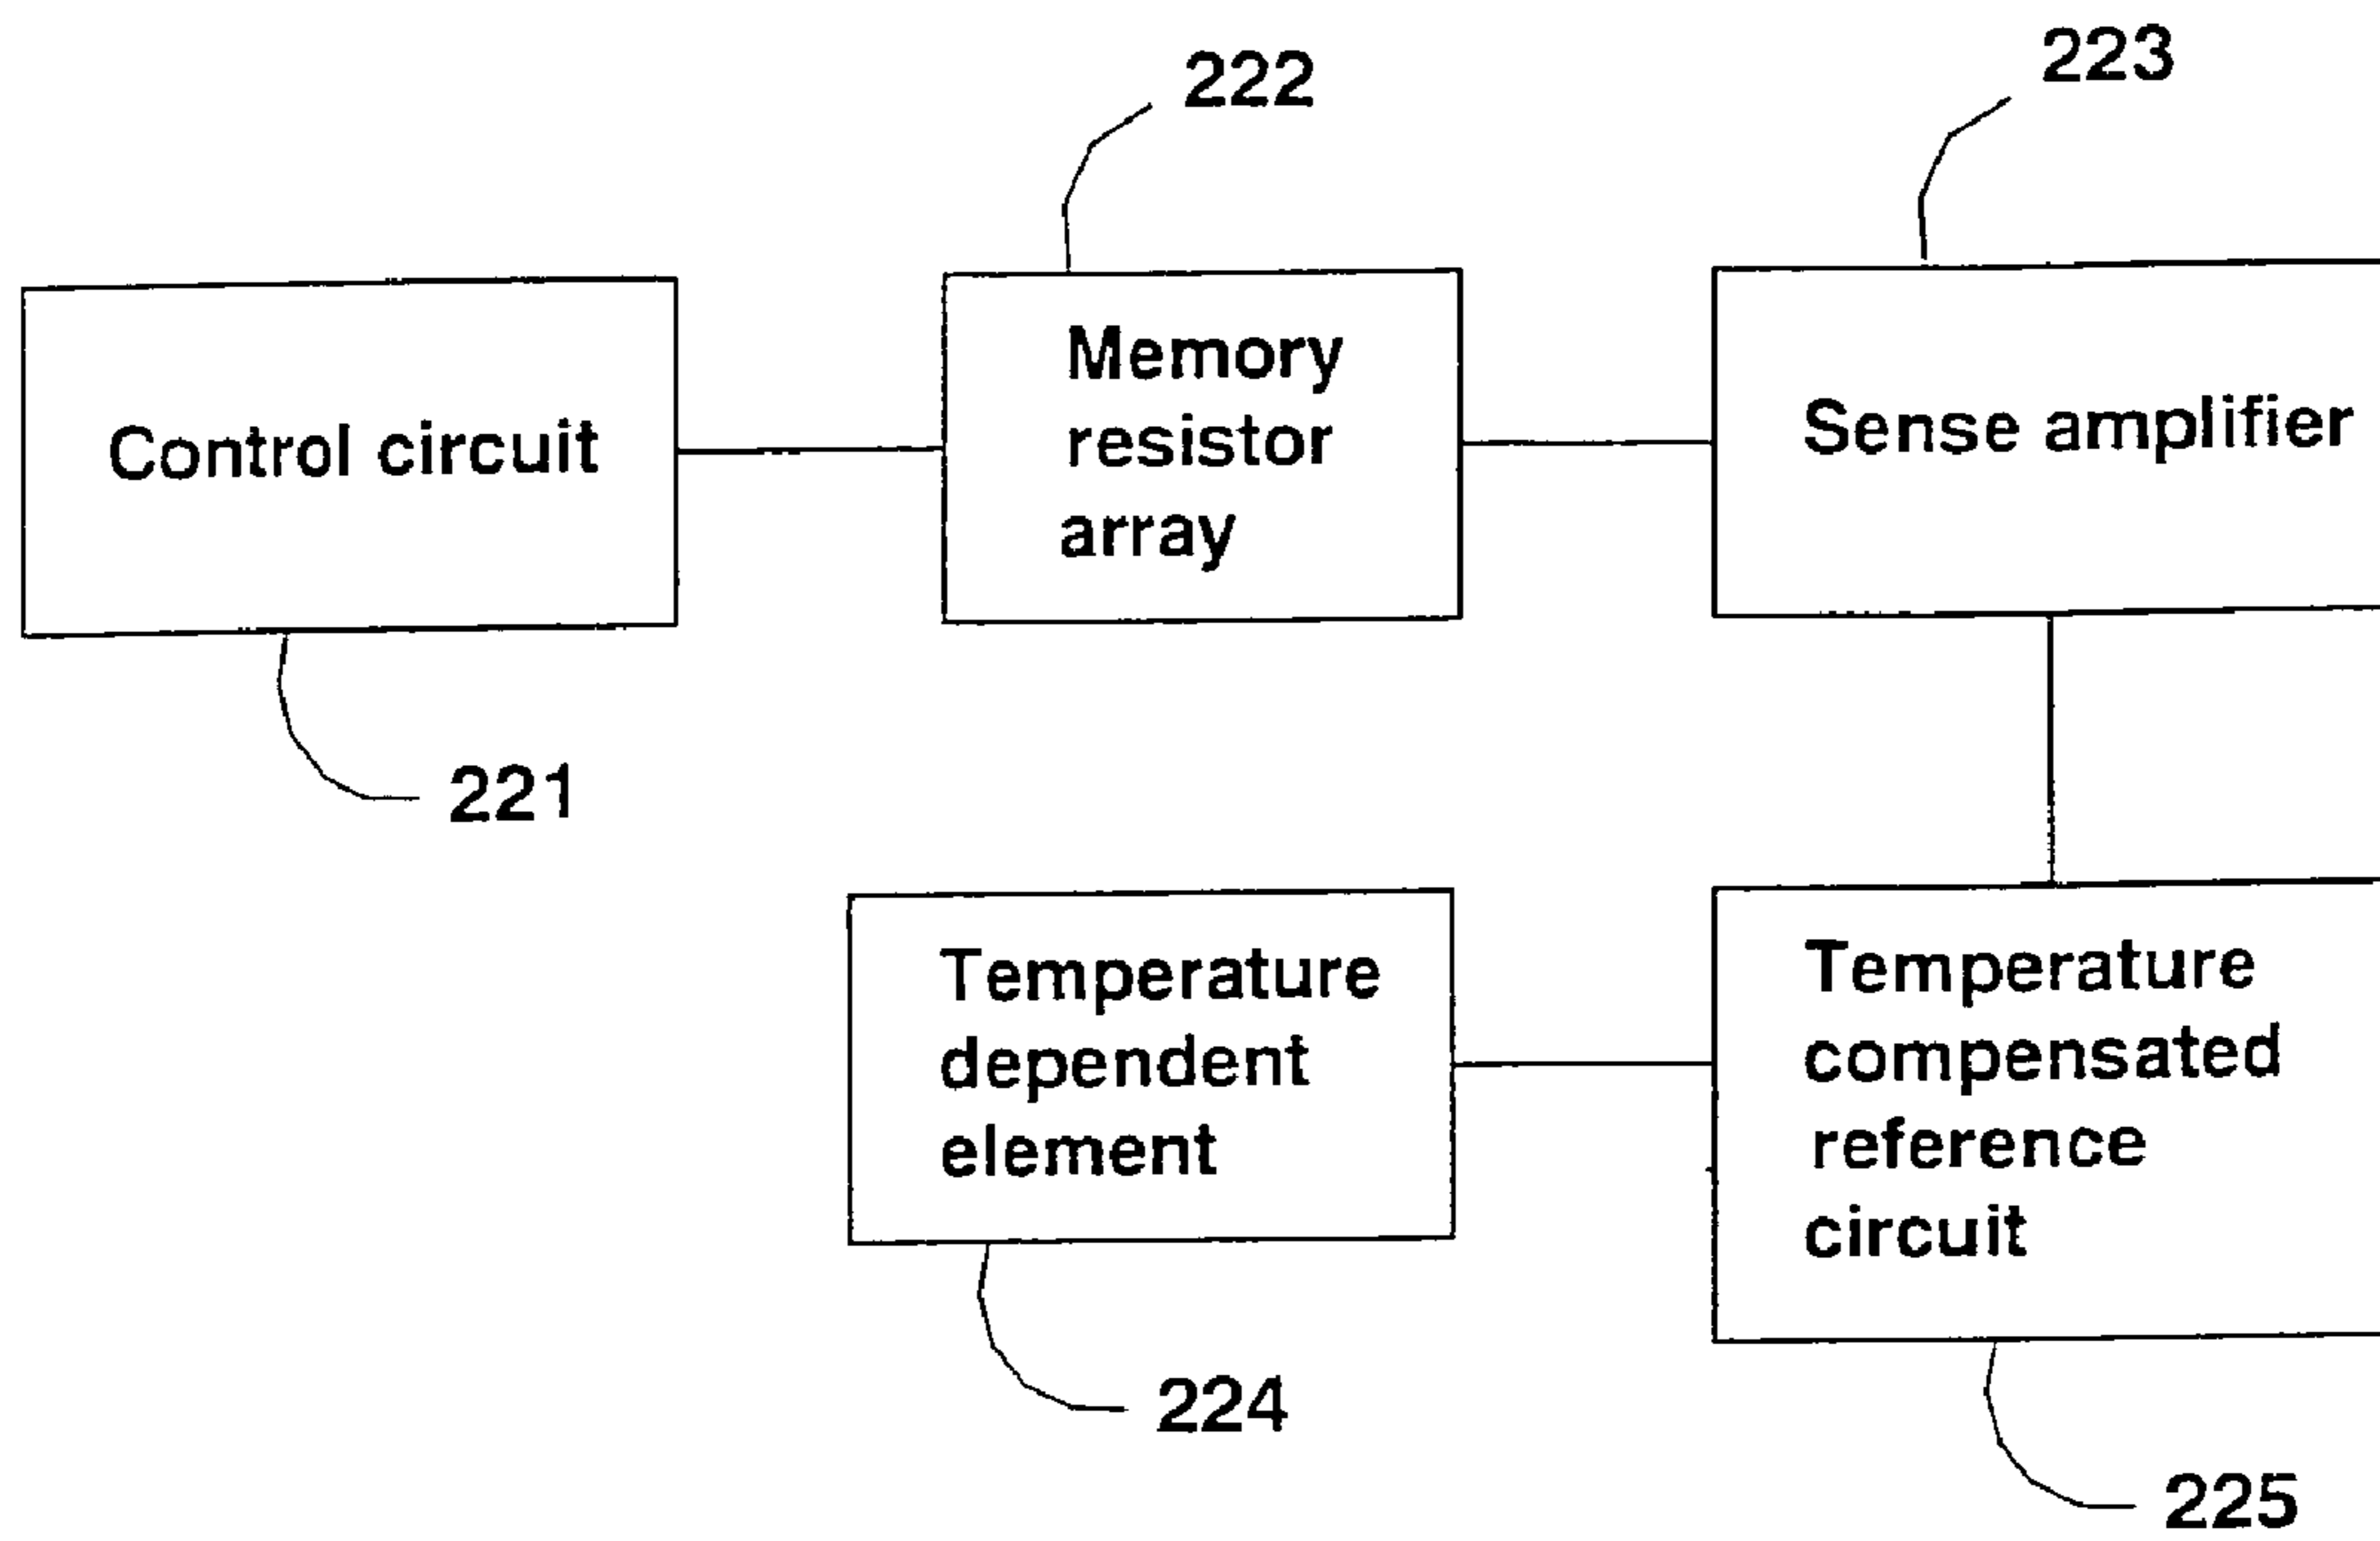 222
223
Control circuit
Memory
resistor
array
Sense amplifier
221
Temperature
dependent
element
Temperature
compensated
reference
circuit
224
225